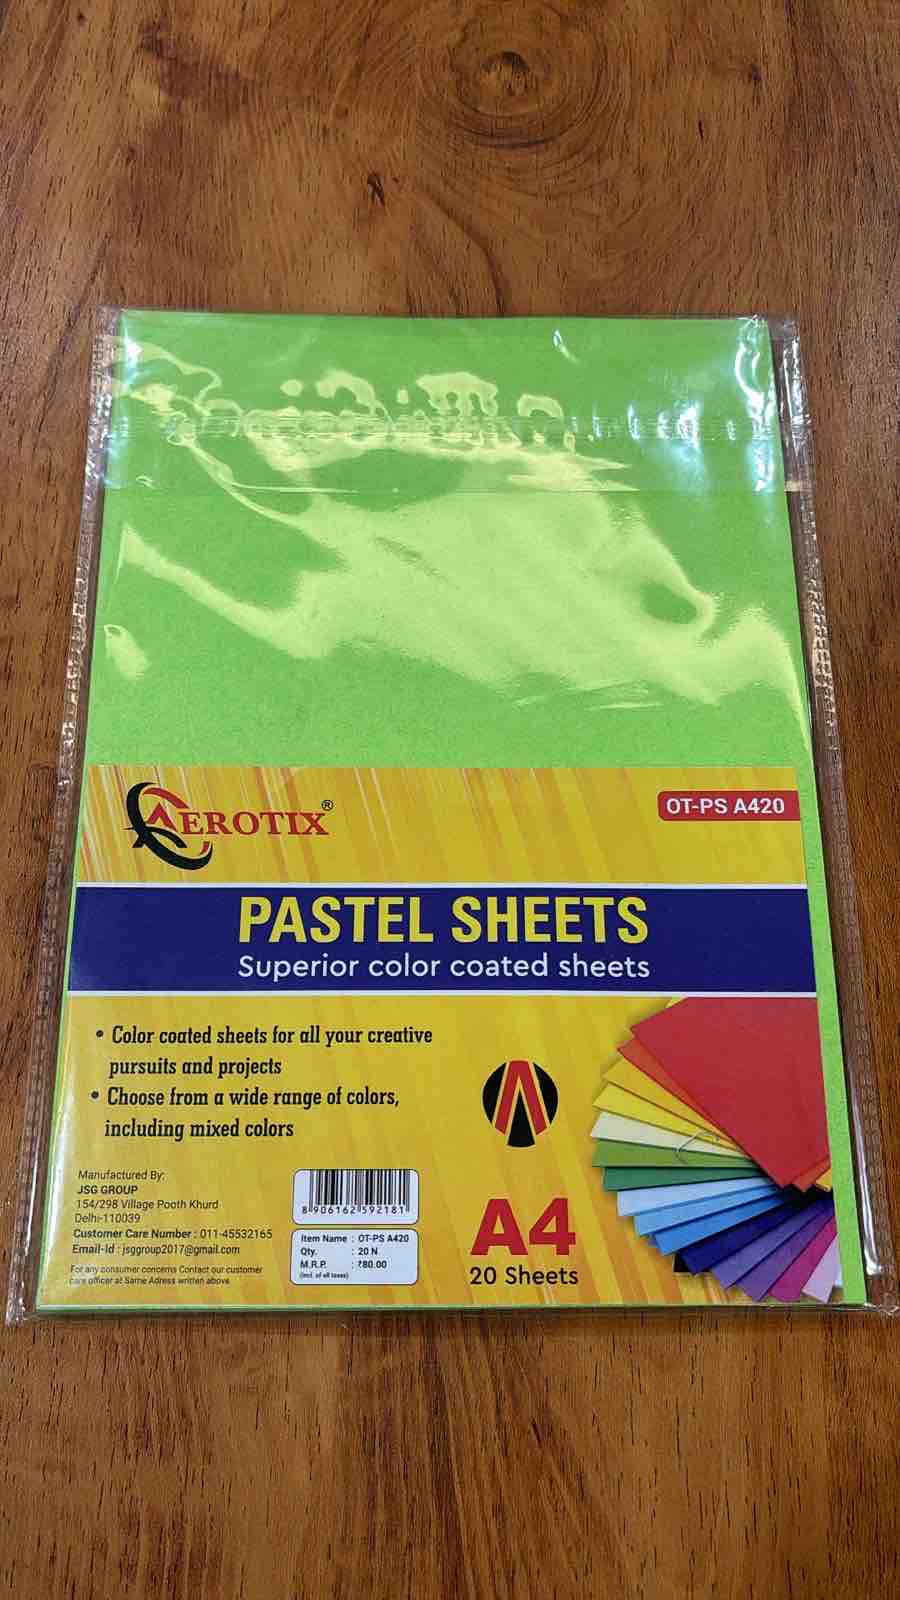 AEROTIX®
OT-PS A420
PASTEL SHEETS
Superior color coated sheets
• Color coated sheets for all your creative
pursuits and projects
• Choose from a wide range of colors,
including mixed colors
Manufactured By:
JSG GROUP
154/298 Village Pooth Khurd
Delhi-110039
Customer Care Number : 011-45532165
Email-Id : jsggroup2017@gmail.com
For any consumer concerns Contact our customer
care officer at Same Adress written above
8 906162 592181
Item Name : OT-PS A420
Qty. : 20 N
M.R.P. : ₹80.00
(incl. of all taxes)
A4
20 Sheets